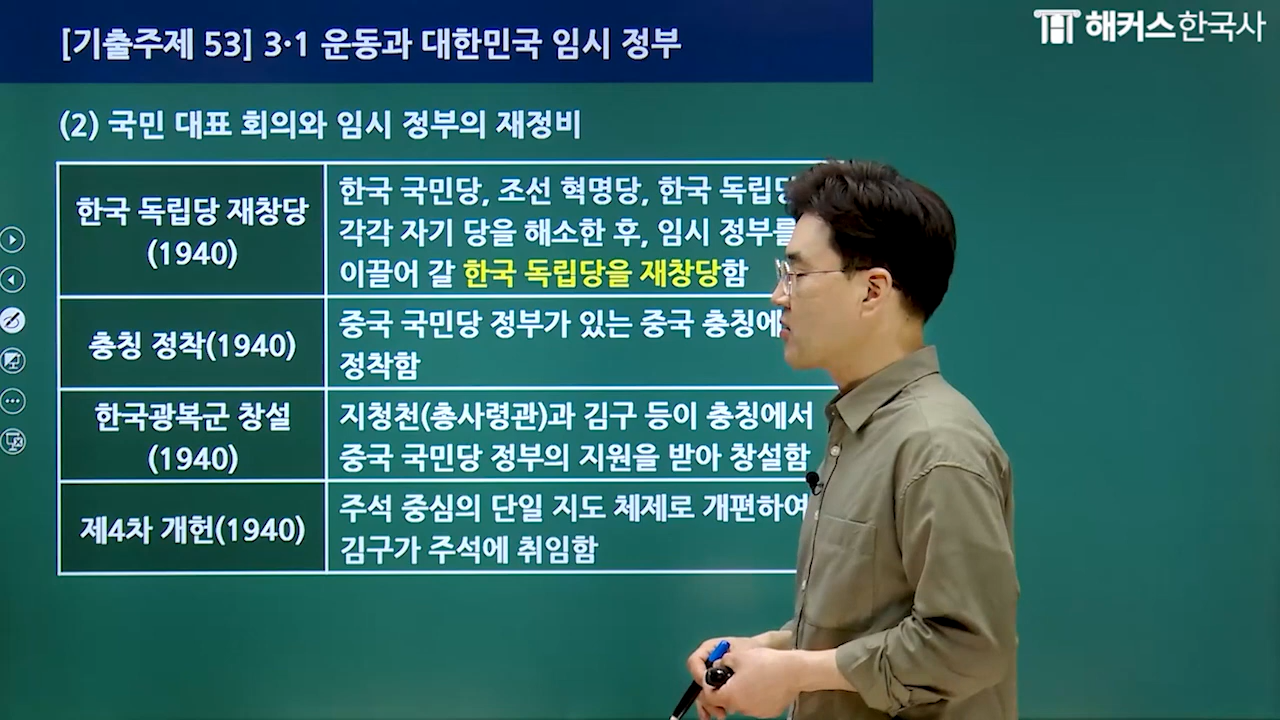 [기출주제 53] 3·1 운동과 대한민국 임시 정부
해커스한국사
(2) 국민 대표 회의와 임시 정부의 재정비
한국 독립당 재창당
(1940)
한국 국민당, 조선 혁명당, 한국
각각 자기 당을 해소한 후, 임시 정부를
이끌어 갈 한국 독립당을 재창당함
충칭 정착(1940)
중국 국민당 정부가 있는 중국 충칭에
정착함
한국광복군 창설
(1940)
지청천(총사령관)과 김구 등이 충칭에서
중국 국민당 정부의 지원을 받아 창설함
제4차 개헌(1940)
주석 중심의 단일 지도 체제로 개편하여
김구가 주석에 취임함